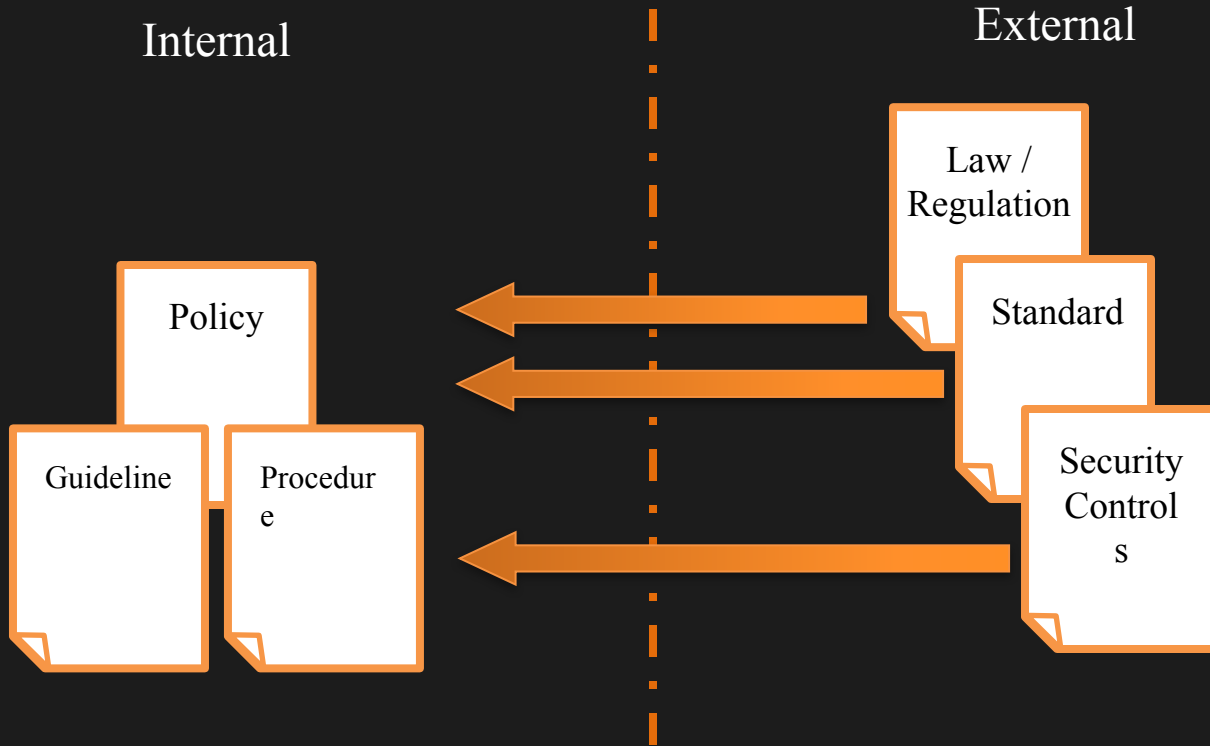 Internal
External
Law /
Regulation
Policy
Standard
Guideline
Procedur
e
Security
Control
s